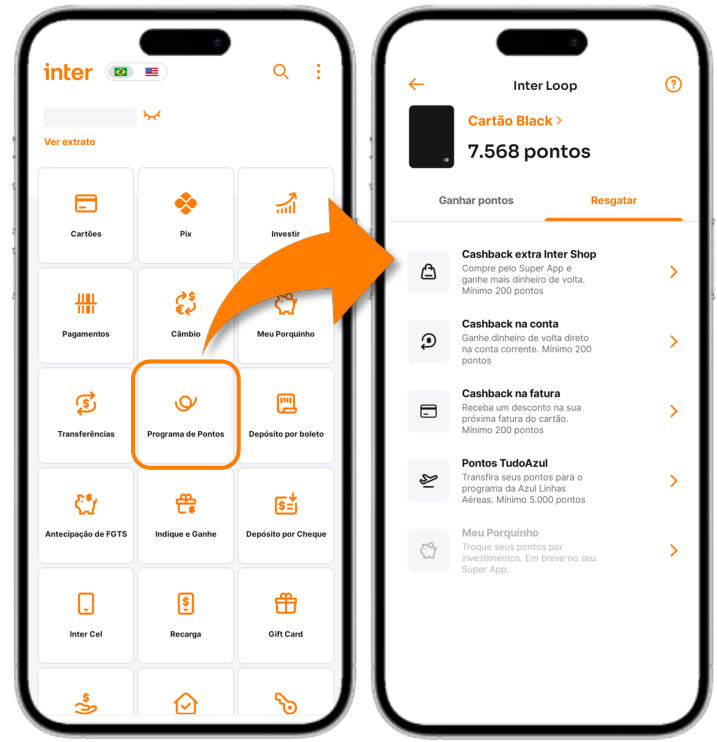 inter
Ver extrato
Cartões
Pix
Investir
Pagamentos
Câmbio
Meu Porquinho
Transferências
Programa de Pontos
Depósito por boleto
Antecipação de FGTS
Indique e Ganhe
Depósito por Cheque
Inter Cel
Recarga
Gift Card
Inter Loop
Cartão Black >
7.568 pontos
Ganhar pontos
Resgatar
Cashback extra Inter Shop
Compre pelo Super App e
ganhe mais dinheiro de volta.
Mínimo 200 pontos
Cashback na conta
Ganhe dinheiro de volta direto
na conta corrente. Mínimo 200
pontos
Cashback na fatura
Receba um desconto na sua
próxima fatura do cartão.
Mínimo 200 pontos
Pontos TudoAzul
Transfira seus pontos para o
programa da Azul Linhas
Aéreas. Mínimo 5.000 pontos
Meu Porquinho
Troque seus pontos por
investimentos. Em breve no seu
Super App.